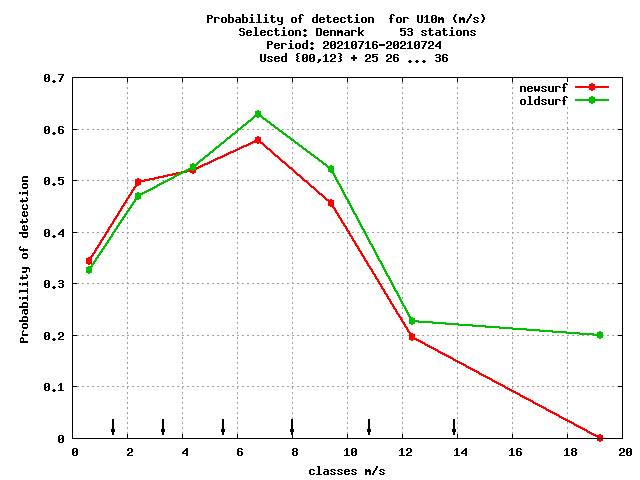 Probability of detection  for U10m (m/s)
Selection: Denmark     53 stations
Period: 20210716-20210724
Used {00,12} + 25 26 ... 36
newsurf
oldsurf
0.7
0.6
0.5
0.4
0.3
0.2
0.1
0
Probability of detection
0 2 4 6 8 10 12 14 16 18 20
classes m/s